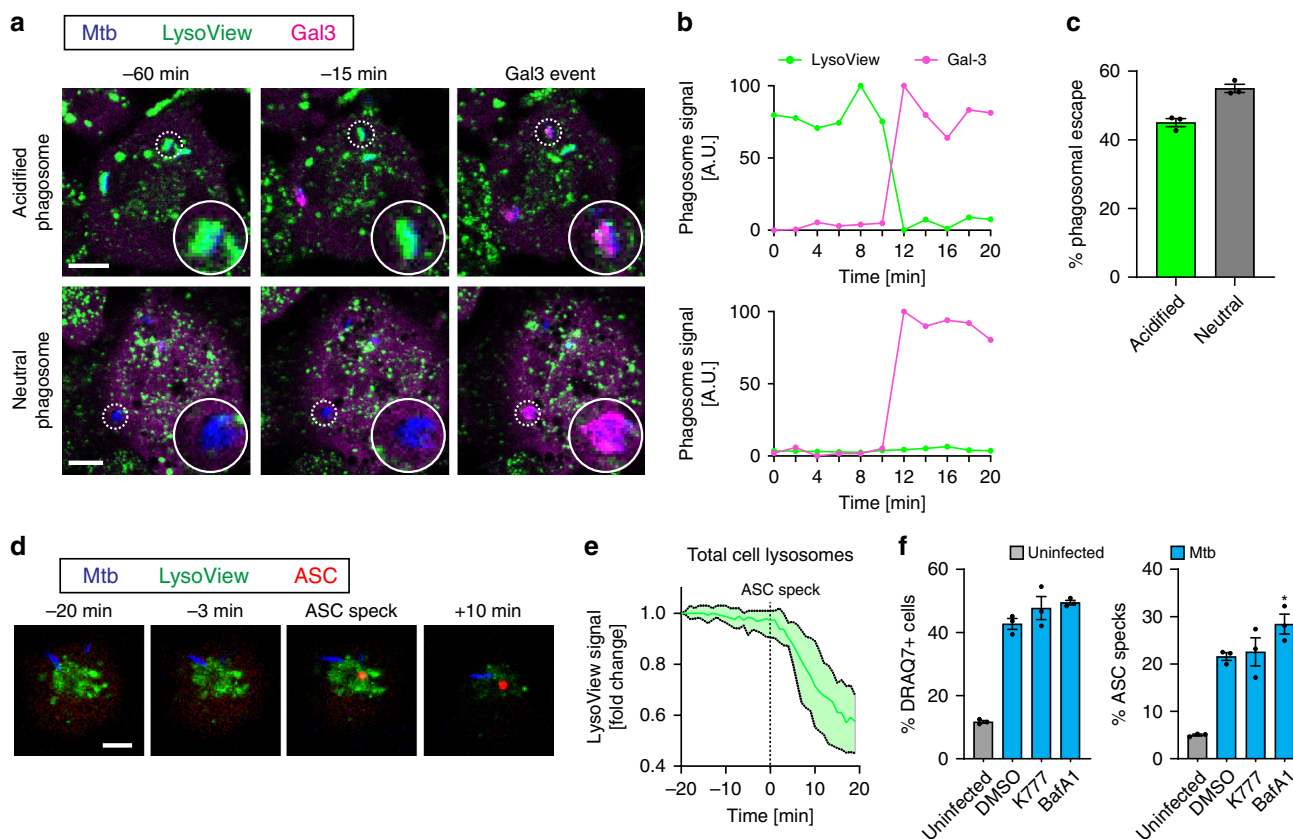 a
Mtb LysoView Gal3
–60 min –15 min Gal3 event
Acidified
phagosome
Neutral
phagosome
b
LysoView Gal-3
Phagosome signal
[A.U.]
100
50
0
0 4 8 12 16 20
Time [min]
Phagosome signal
[A.U.]
100
50
0
0 4 8 12 16 20
Time [min]
c
% phagosomal escape
60
40
20
0
Acidified
Neutral
d
Mtb LysoView ASC
–20 min –3 min ASC speck +10 min
e
Total cell lysosomes
ASC speck
LysoView signal
[fold change]
1.0
0.8
0.6
0.4
–20 –10 0 10 20
Time [min]
f
Uninfected Mtb
% DRAQ7+ cells
60
40
20
0
Uninfected
DMSO
K777
BafA1
% ASC specks
40
30
20
10
0
*
Uninfected
DMSO
K777
BafA1